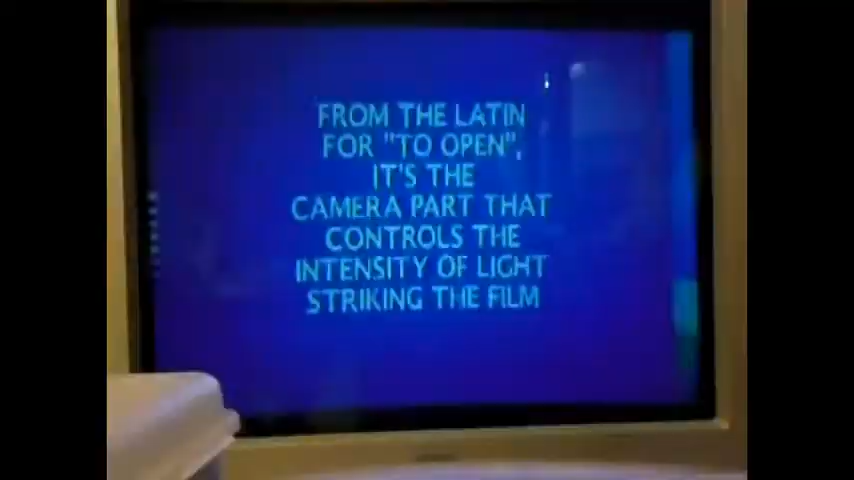 FROM THE LATIN
FOR "TO OPEN",
IT'S THE
CAMERA PART THAT
CONTROLS THE
INTENSITY OF LIGHT
STRIKING THE FILM